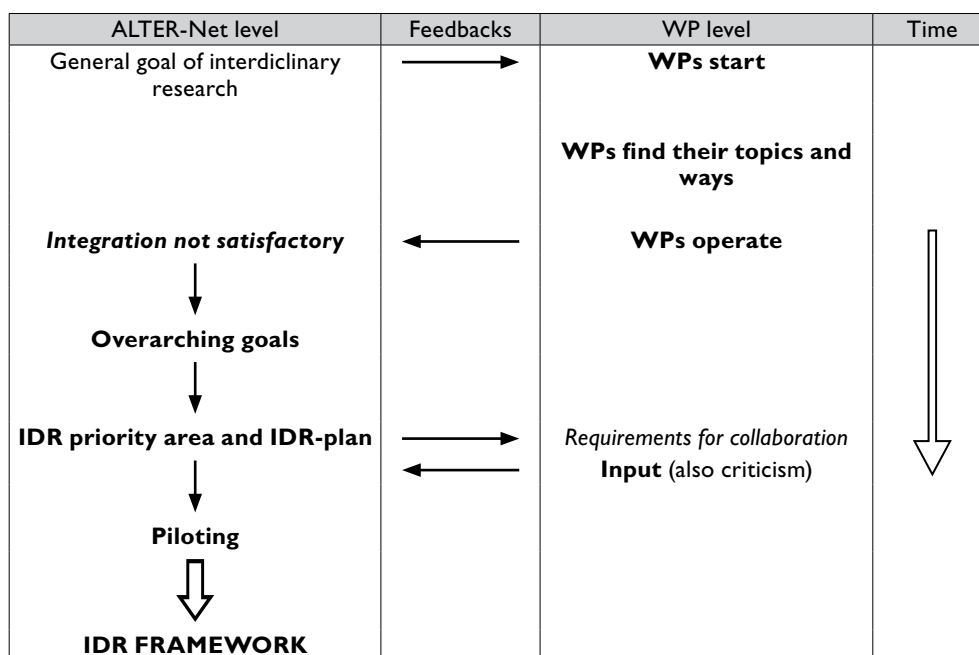 ALTER-Net level Feedbacks WP level Time
General goal of interdiclinary
research
WPs start
WPs find their topics and
ways
Integration not satisfactory WPs operate
Overarching goals
IDR priority area and IDR-plan Requirements for collaboration
Input (also criticism)
Piloting
IDR FRAMEWORK